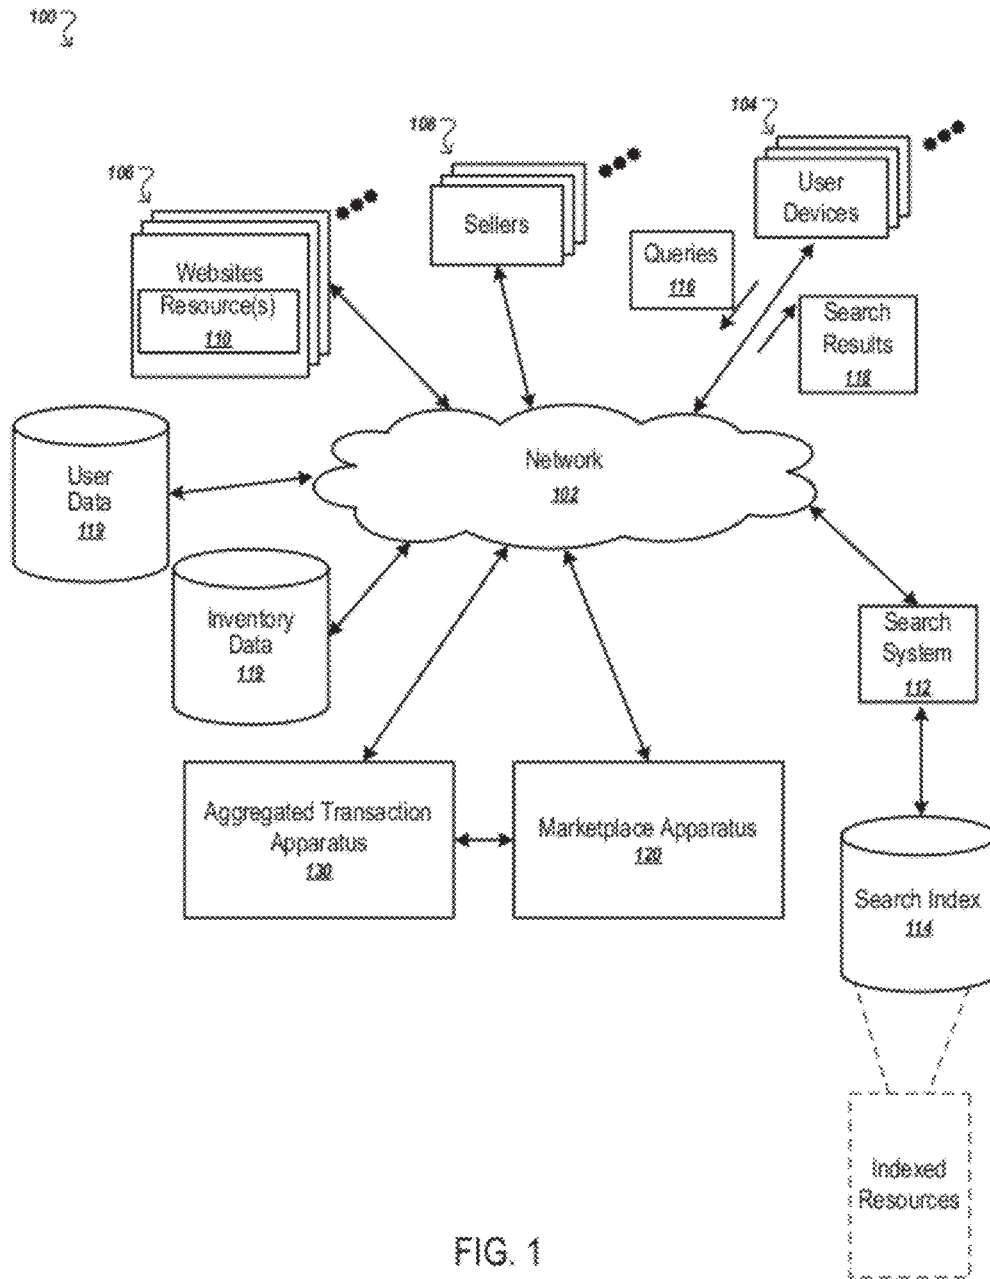 100
104
108
106
User
Devices
Sellers
Queries
116
Websites
Resource(s)
110
Search
Results
118
Network
102
User
Data
119
Inventory
Data
119
Search
System
112
Aggregated Transaction
Apparatus
130
Marketplace Apparatus
120
Search Index
114
Indexed
Resources
FIG. 1